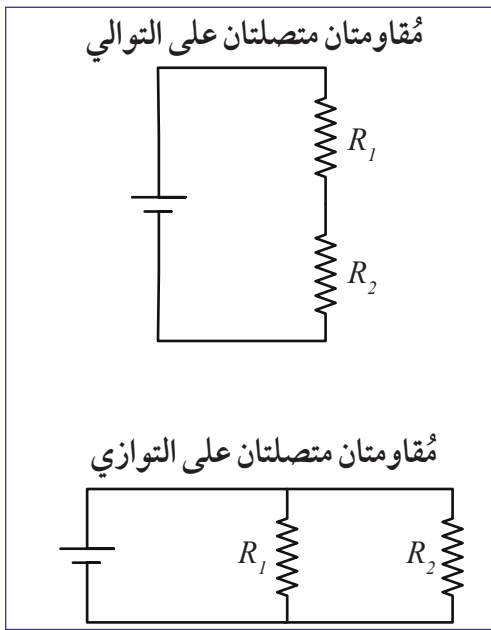 مُقاومتان متصلتان على التوالي
R₁
R₂
مُقاومتان متصلتان على التوازي
R₁ R₂